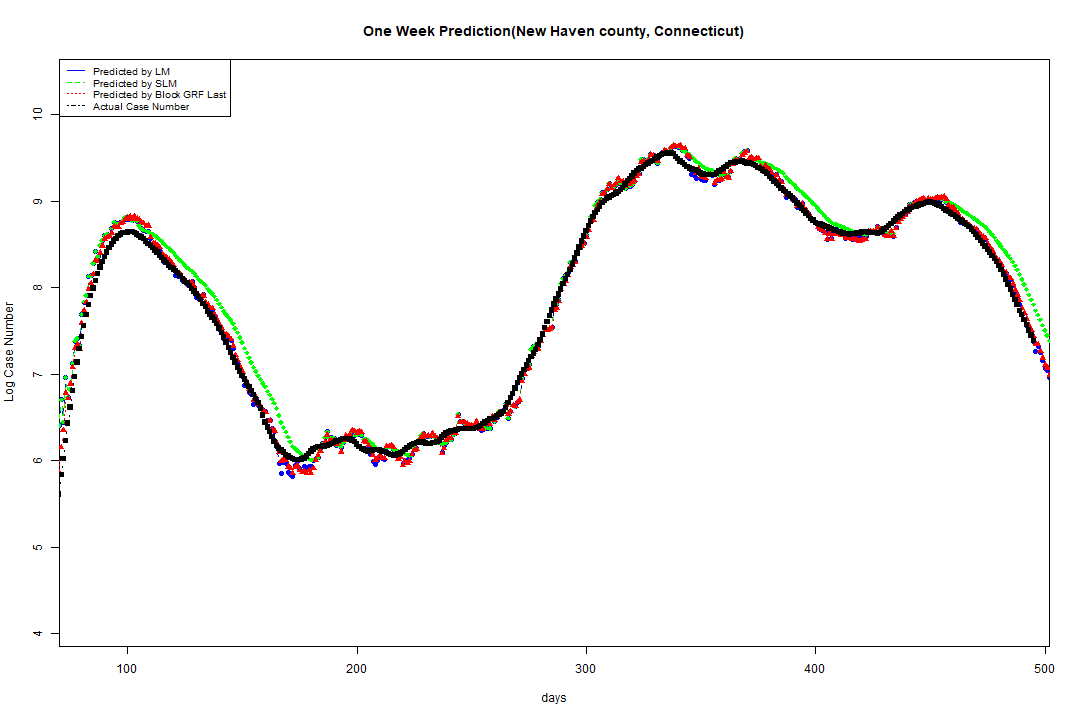 One Week Prediction(New Haven county, Connecticut)
Predicted by LM
Predicted by SLM
Predicted by Block GRF Last
Actual Case Number
10
9
8
7
6
5
4
Log Case Number
100 200 300 400 500
days